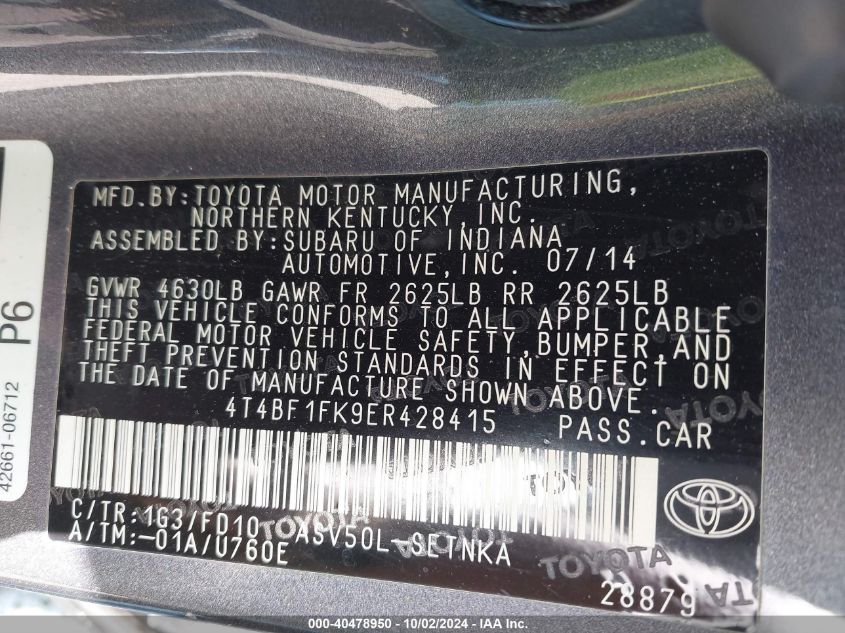 MFD.BY:TOYOTA MOTOR MANUFACTURING,
NORTHERN KENTUCKY,INC.
ASSEMBLED BY:SUBARU OF INDIANA
AUTOMOTIVE,INC. 07/14
GVWR 4630LB GAWR FR 2625LB RR 2625LB
THIS VEHICLE CONFORMS TO ALL APPLICABLE
FEDERAL MOTOR VEHICLE SAFETY,BUMPER,AND
THEFT PREVENTION STANDARDS IN EFFECT ON
THE DATE OF MANUFACTURE SHOWN ABOVE.
4T4BF1FK9ER428415 PASS.CAR
C/TR:1G3/FD10 ASV50L-SETNKA
A/TM:-01A/U760E
TOYOTA
28879
42661-06712
P6
000-40478950 - 10/02/2024 - IAA Inc.